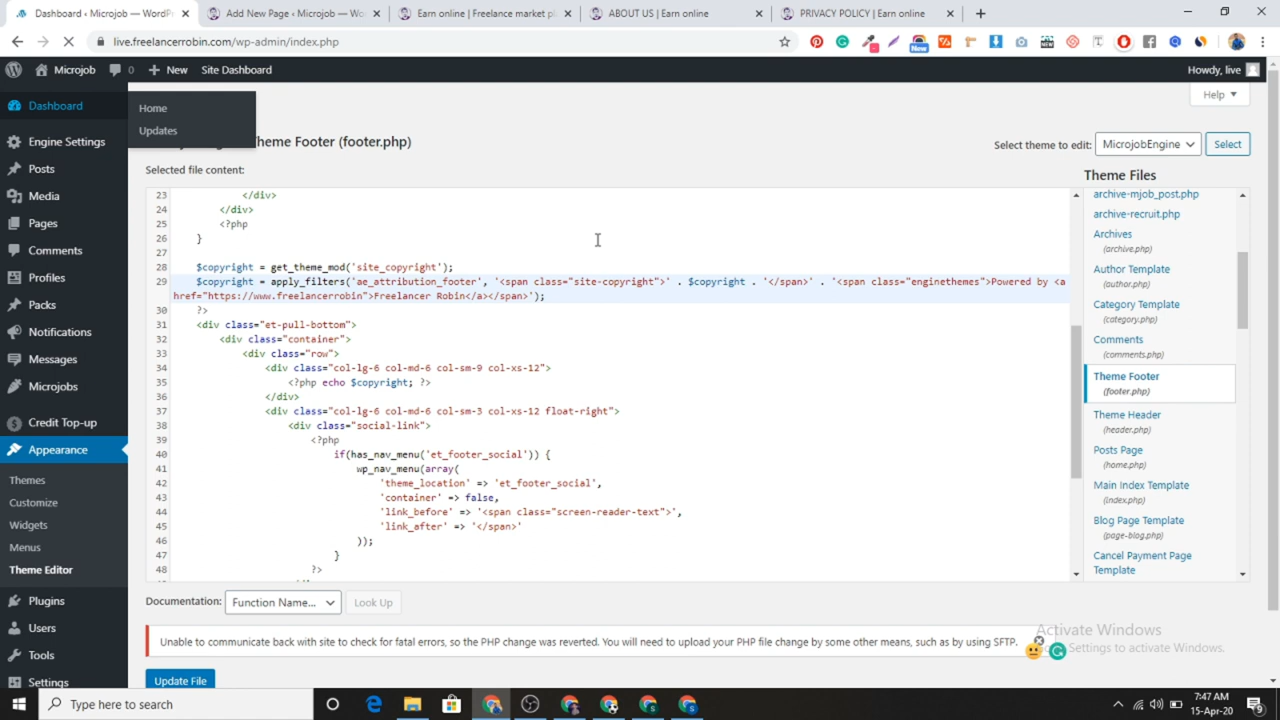 Dashboard ‹ Microjob — WordPr
Add New Page ‹ Microjob — Wo
Earn online | Freelance market pl
ABOUT US | Earn online
PRIVACY POLICY | Earn online
live.freelancerrobin.com/wp-admin/index.php
New
NEW
Microjob
0
New
Site Dashboard
Howdy, live
Dashboard
Home
Updates
Help
Engine Settings
heme Footer (footer.php)
Select theme to edit:
MicrojobEngine
Select
Posts
Selected file content:
Theme Files
Media
Pages
Comments
Profiles
Packs
Notifications
Messages
Microjobs
Credit Top-up
Appearance
Themes
Customize
Widgets
Menus
Theme Editor
Plugins
Users
Tools
Settings
23 </div>
24 </div>
25 <?php
26 }
27
28 $copyright = get_theme_mod('site_copyright');
29 $copyright = apply_filters('ae_attribution_footer', '<span class="site-copyright">' . $copyright . '</span>' . '<span class="enginethemes">Powered by <a
href="https://www.freelancerrobin">Freelancer Robin</a></span>');
30 ?>
31 <div class="et-pull-bottom">
32 <div class="container">
33 <div class="row">
34 <div class="col-lg-6 col-md-6 col-sm-9 col-xs-12">
35 <?php echo $copyright; ?>
36 </div>
37 <div class="col-lg-6 col-md-6 col-sm-3 col-xs-12 float-right">
38 <div class="social-link">
39 <?php
40 if(has_nav_menu('et_footer_social')) {
41 wp_nav_menu(array(
42 'theme_location' => 'et_footer_social',
43 'container' => false,
44 'link_before' => '<span class="screen-reader-text">',
45 'link_after' => '</span>'
46 ));
47 }
48 ?>
archive-mjob_post.php
archive-recruit.php
Archives
(archive.php)
Author Template
(author.php)
Category Template
(category.php)
Comments
(comments.php)
Theme Footer
(footer.php)
Theme Header
(header.php)
Posts Page
(home.php)
Main Index Template
(index.php)
Blog Page Template
(page-blog.php)
Cancel Payment Page
Template
Documentation:
Function Name...
Look Up
Unable to communicate back with site to check for fatal errors, so the PHP change was reverted. You will need to upload your PHP file change by some other means, such as by using SFTP.
Activate Windows
Settings to activate Windows.
Update File
Type here to search
7:47 AM
15-Apr-20
9